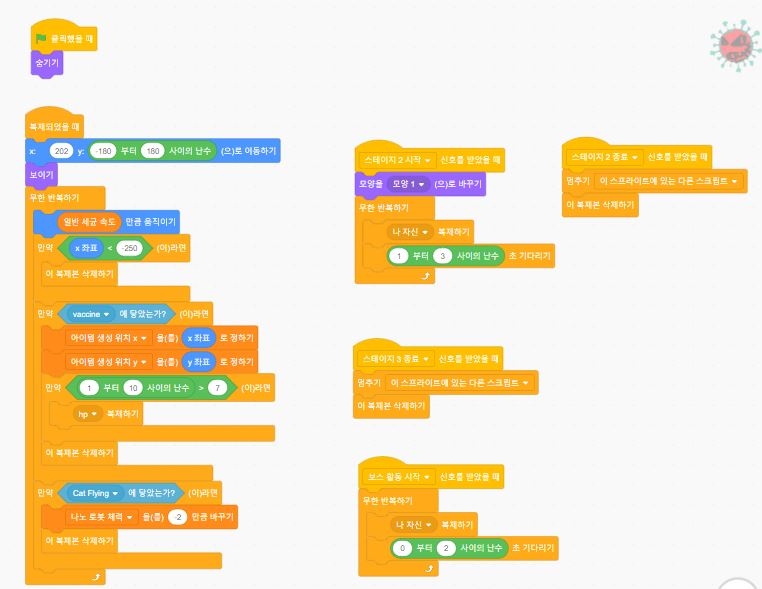 클릭했을 때
숨기기
복제되었을 때
x: 202 y: -180 부터 180 사이의 난수 (으)로 이동하기
보이기
무한 반복하기
일반 세균 속도 만큼 움직이기
만약 x 좌표 < -250 (이)라면
이 복제본 삭제하기
만약 vaccine 에 닿았는가? (이)라면
아이템 생성 위치 x 을(를) x 좌표 로 정하기
아이템 생성 위치 y 을(를) y 좌표 로 정하기
만약 1 부터 10 사이의 난수 > 7 (이)라면
hp 복제하기
이 복제본 삭제하기
만약 Cat Flying 에 닿았는가? (이)라면
나노 로봇 체력 을(를) -2 만큼 바꾸기
이 복제본 삭제하기
스테이지 2 시작 신호를 받았을 때
모양을 모양 1 (으)로 바꾸기
무한 반복하기
나 자신 복제하기
1 부터 3 사이의 난수 초 기다리기
스테이지 2 종료 신호를 받았을 때
멈추기 이 스프라이트에 있는 다른 스크립트
이 복제본 삭제하기
스테이지 3 종료 신호를 받았을 때
멈추기 이 스프라이트에 있는 다른 스크립트
이 복제본 삭제하기
보스 활동 시작 신호를 받았을 때
무한 반복하기
나 자신 복제하기
0 부터 2 사이의 난수 초 기다리기